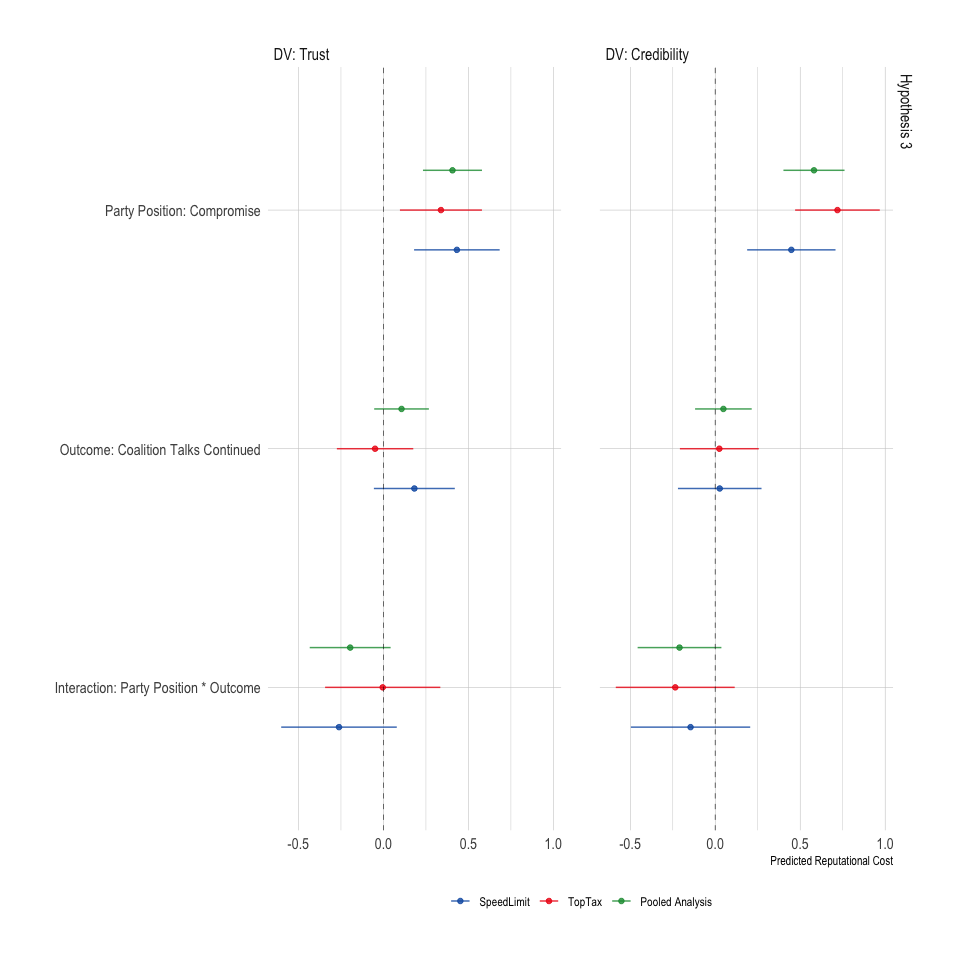 DV: Trust
DV: Credibility
Hypothesis 3
Party Position: Compromise
Outcome: Coalition Talks Continued
Interaction: Party Position * Outcome
-0.5 0.0 0.5 1.0
-0.5 0.0 0.5 1.0
Predicted Reputational Cost
SpeedLimit TopTax Pooled Analysis